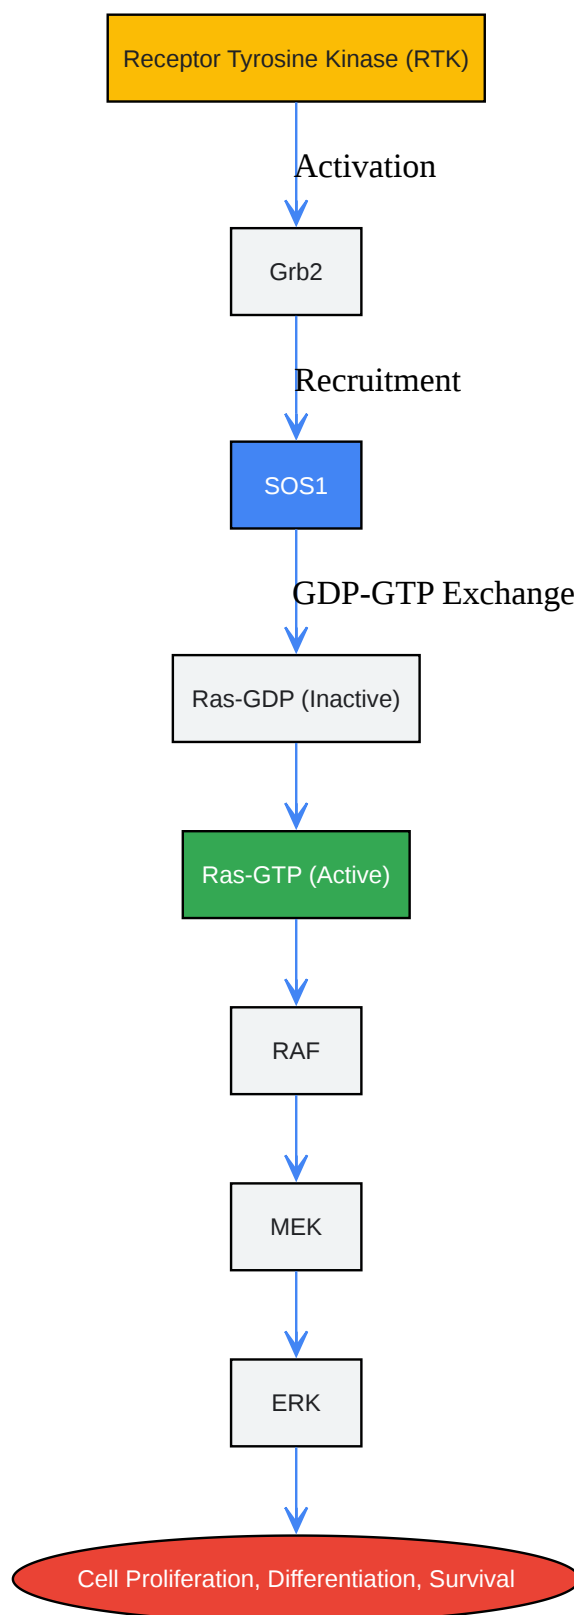 Receptor Tyrosine Kinase (RTK)
Activation
Grb2
Recruitment
SOS1
GDP-GTP Exchange
Ras-GDP (Inactive)
Ras-GTP (Active)
RAF
MEK
ERK
Cell Proliferation, Differentiation, Survival